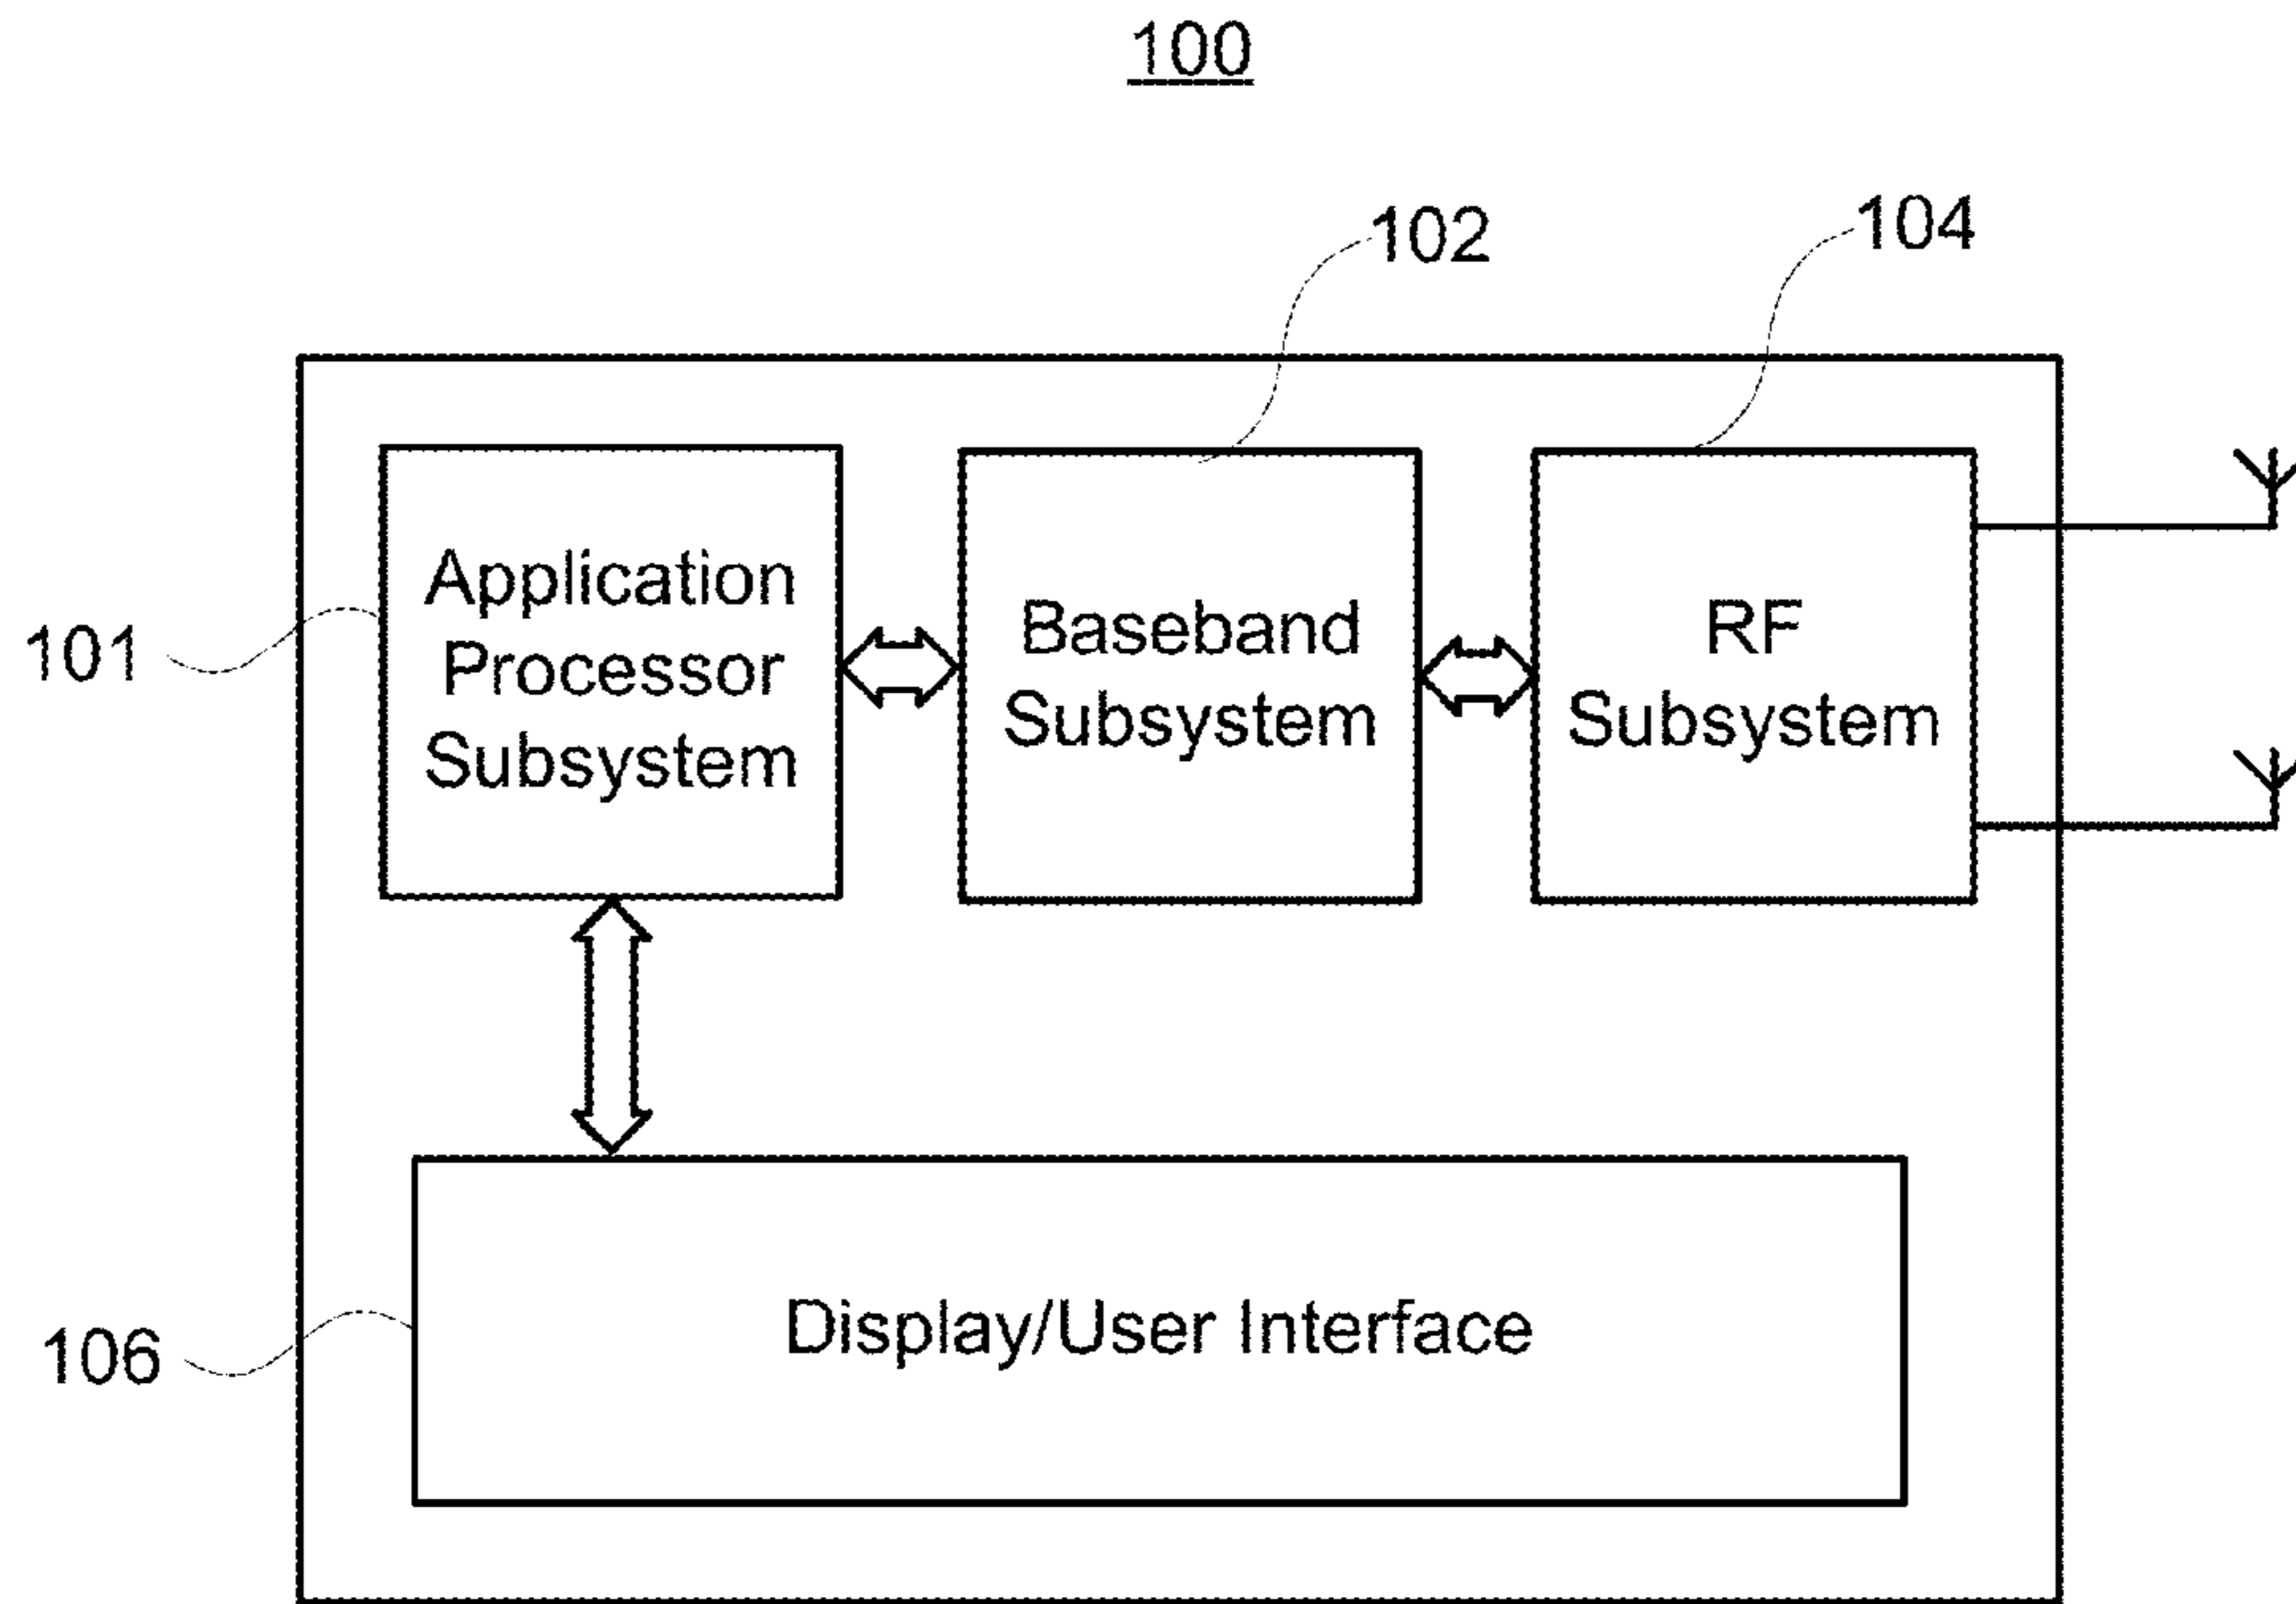 100
102
104
101
Application
Processor
Subsystem
Baseband
Subsystem
RF
Subsystem
106
Display/User Interface